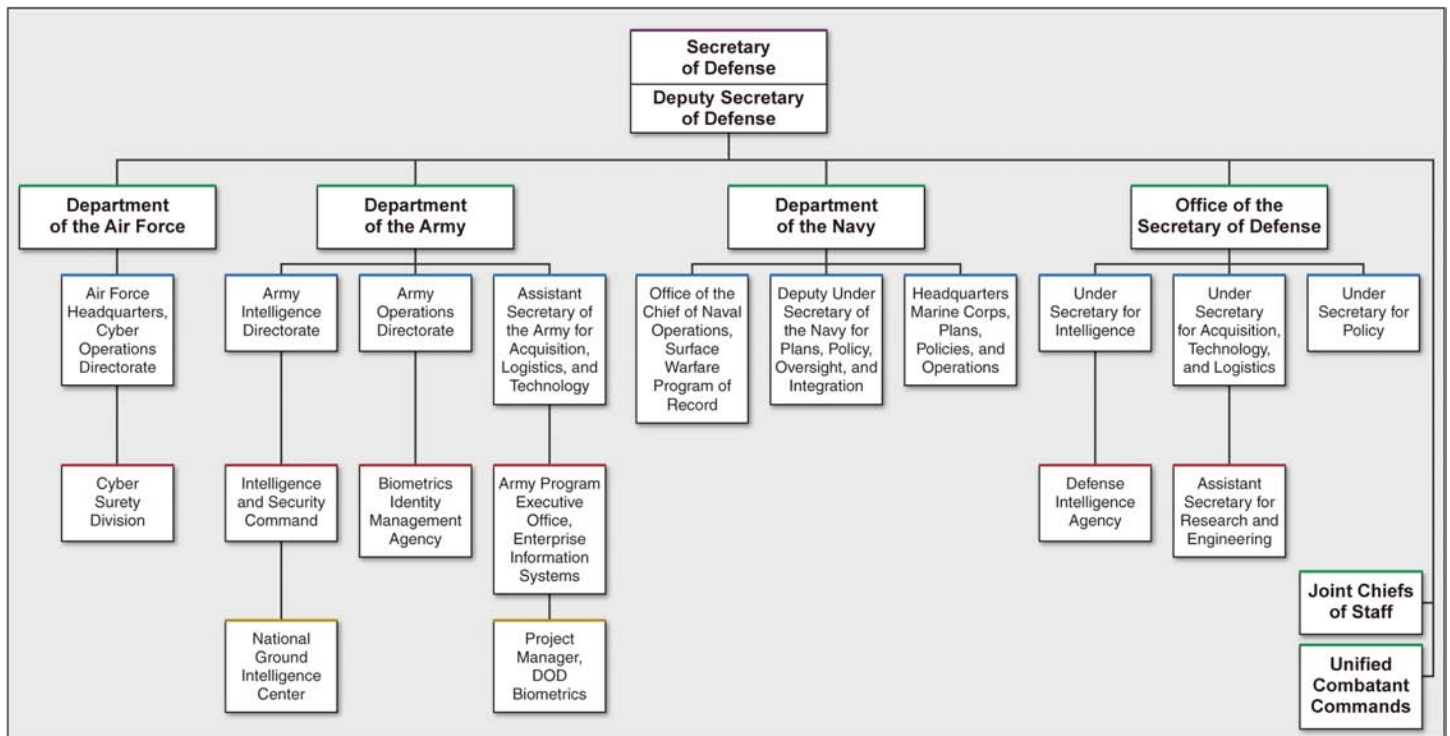 Secretary
of Defense
Deputy Secretary
of Defense
Department
of the Air Force
Department
of the Army
Department
of the Navy
Office of the
Secretary of Defense
Air Force
Headquarters,
Cyber
Operations
Directorate
Army
Intelligence
Directorate
Army
Operations
Directorate
Assistant
Secretary of
the Army for
Acquisition,
Logistics, and
Technology
Office of the
Chief of Naval
Operations,
Surface
Warfare
Program of
Record
Deputy Under
Secretary of
the Navy for
Plans, Policy,
Oversight, and
Integration
Headquarters
Marine Corps,
Plans,
Policies, and
Operations
Under
Secretary for
Intelligence
Under
Secretary
for Acquisition,
Technology,
and Logistics
Under
Secretary for
Policy
Cyber
Surety
Division
Intelligence
and Security
Command
Biometrics
Identity
Management
Agency
Army Program
Executive
Office,
Enterprise
Information
Systems
Defense
Intelligence
Agency
Assistant
Secretary for
Research and
Engineering
National
Ground
Intelligence
Center
Project
Manager,
DOD
Biometrics
Joint Chiefs
of Staff
Unified
Combatant
Commands